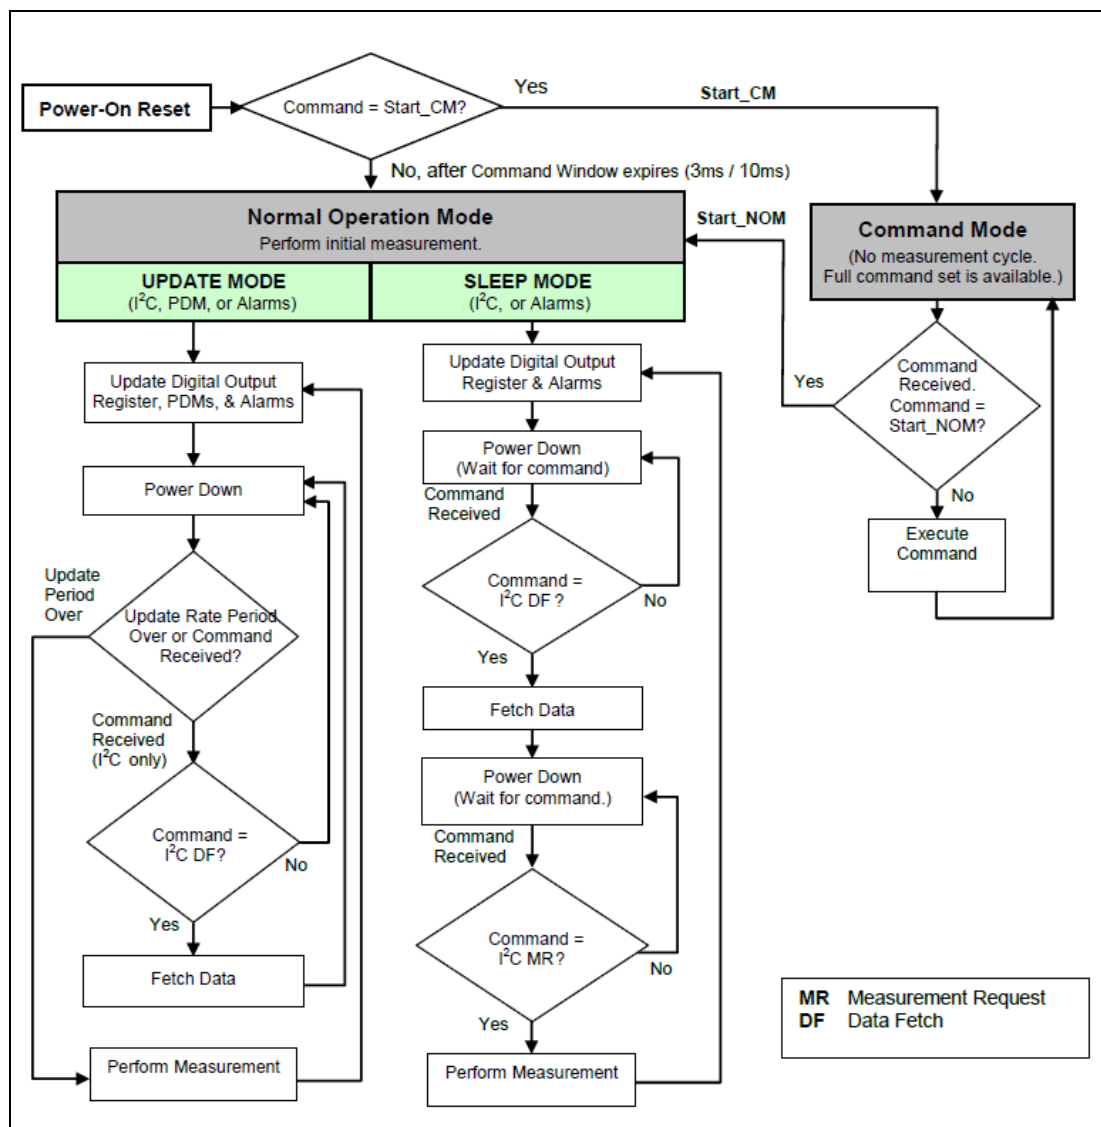 Power-On Reset
Command = Start_CM?
Yes
Start_CM
No, after Command Window expires (3ms / 10ms)
Normal Operation Mode
Perform initial measurement.
Start_NOM
Command Mode
(No measurement cycle.
Full command set is available.)
UPDATE MODE
(I²C, PDM, or Alarms)
SLEEP MODE
(I²C, or Alarms)
Update Digital Output
Register, PDMs, & Alarms
Power Down
Update
Period
Over
Update Rate Period
Over or Command
Received?
Command
Received
(I²C only)
Command =
I²C DF?
No
Yes
Fetch Data
Perform Measurement
Update Digital Output
Register & Alarms
Power Down
(Wait for command)
Command
Received
Command =
I²C DF ?
No
Yes
Fetch Data
Power Down
(Wait for command.)
Command
Received
Command =
I²C MR?
No
Yes
Perform Measurement
Command
Received.
Command =
Start_NOM?
Yes
No
Execute
Command
MR Measurement Request
DF Data Fetch